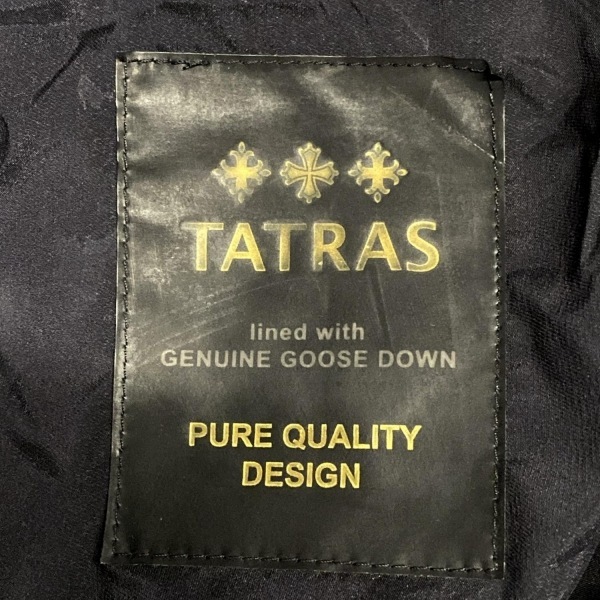 TATRAS
lined with
GENUINE GOOSE DOWN
PURE QUALITY
DESIGN